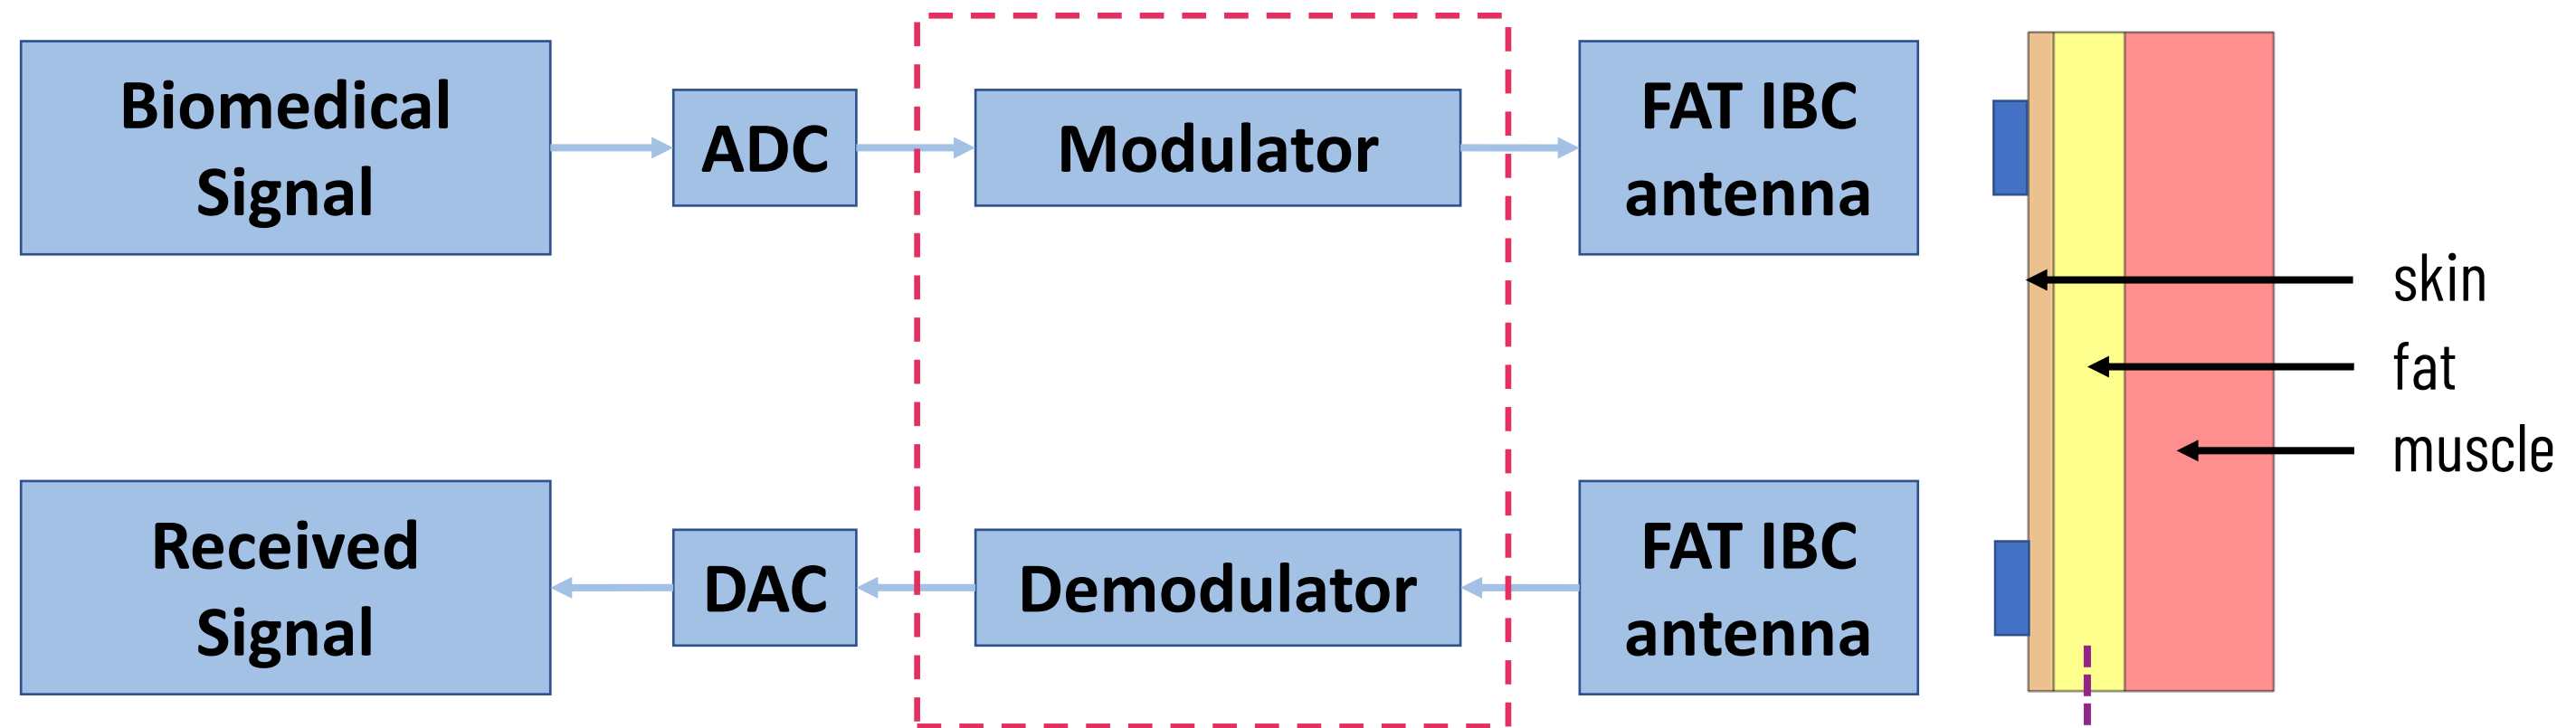 Biomedical
Signal
ADC
Modulator
FAT IBC
antenna
skin
fat
muscle
Received
Signal
DAC
Demodulator
FAT IBC
antenna